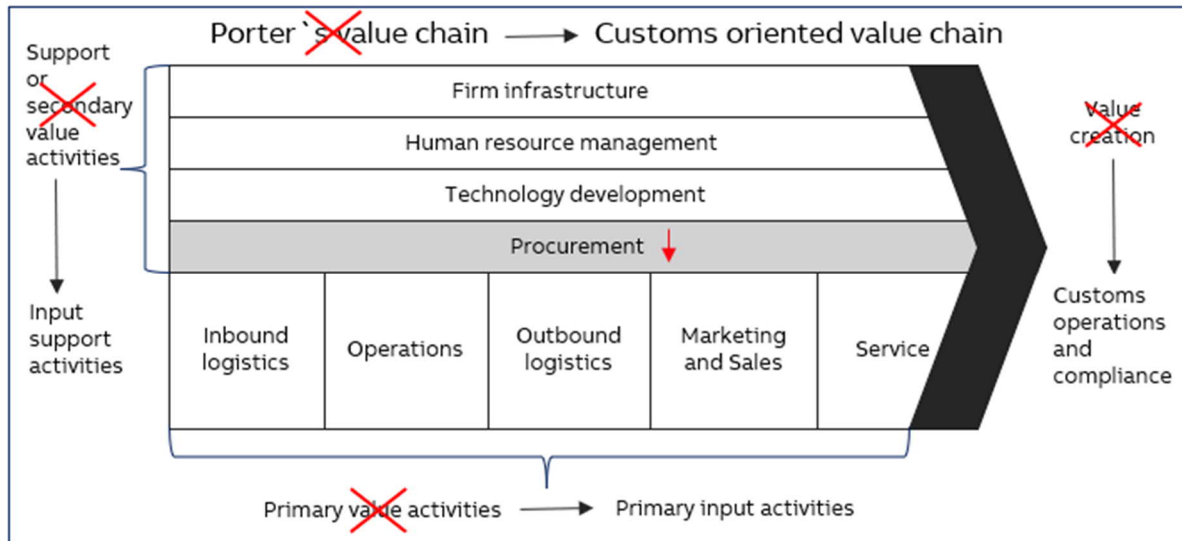 Porter`s value chain
Customs oriented value chain
Support
or
secondary
value
activities
Input
support
activities
Firm infrastructure
Human resource management
Technology development
Procurement
Inbound
logistics
Operations
Outbound
logistics
Marketing
and Sales
Service
Value
creation
Customs
operations
and
compliance
Primary value activities
Primary input activities